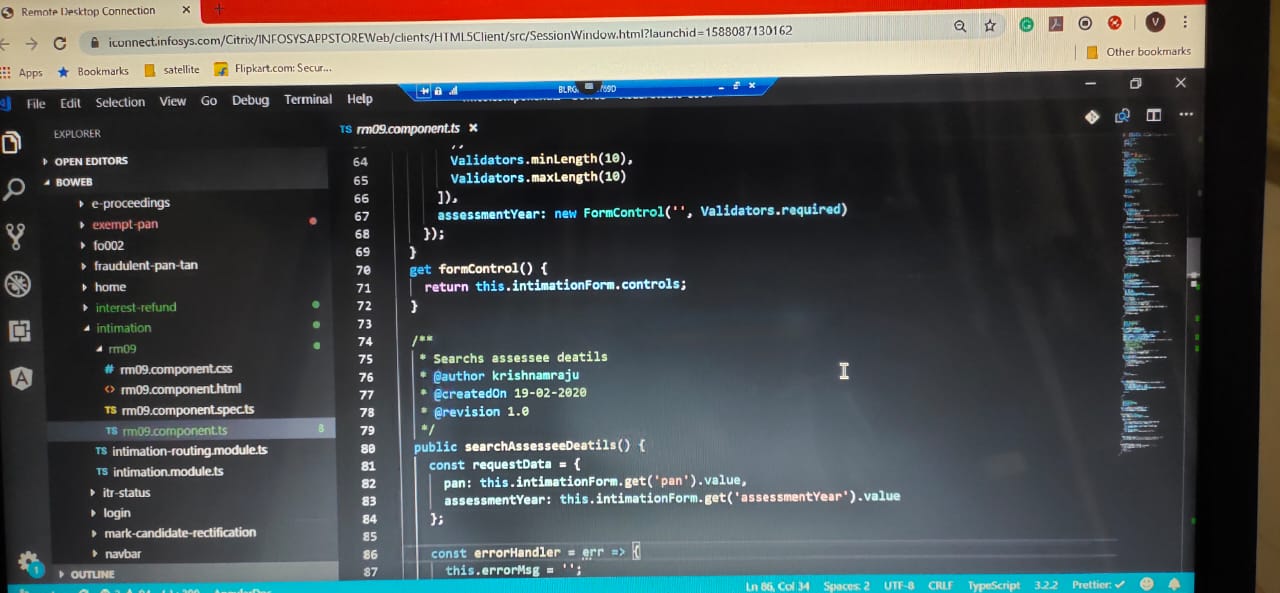 Remote Desktop Connection
iconnect.infosys.com/Citrix/INFOSYSAPPSTOREWeb/clients/HTML5Client/src/SessionWindow.html?launchid=1588087130162
V
Other bookmarks
Apps Bookmarks satellite Flipkart.com: Secur...
File Edit Selection View Go Debug Terminal Help
EXPLORER
OPEN EDITORS
BOWEB
e-proceedings
exempt-pan
fo002
fraudulent-pan-tan
home
interest-refund
intimation
rm09
# rm09.component.css
<> rm09.component.html
TS rm09.component.spec.ts
TS rm09.component.ts 8
TS intimation-routing.module.ts
TS intimation.module.ts
itr-status
login
mark-candidate-rectification
navbar
OUTLINE
1
TS rm09.component.ts
64 Validators.minLength(10),
65 Validators.maxLength(10)
66 ]),
67 assessmentYear: new FormControl('', Validators.required)
68 });
69 }
70 get formControl() {
71 return this.intimationForm.controls;
72 }
73
74 /**
75 * Searchs assessee deatils
76 * @author krishnamraju
77 * @createdOn 19-02-2020
78 * @revision 1.0
79 */
80 public searchAssesseeDeatils() {
81 const requestData = {
82 pan: this.intimationForm.get('pan').value,
83 assessmentYear: this.intimationForm.get('assessmentYear').value
84 };
85
86 const errorHandler = err => {
87 this.errorMsg = '';
Ln 86, Col 34 Spaces: 2 UTF-8 CRLF TypeScript 3.2.2 Prettier: ✓